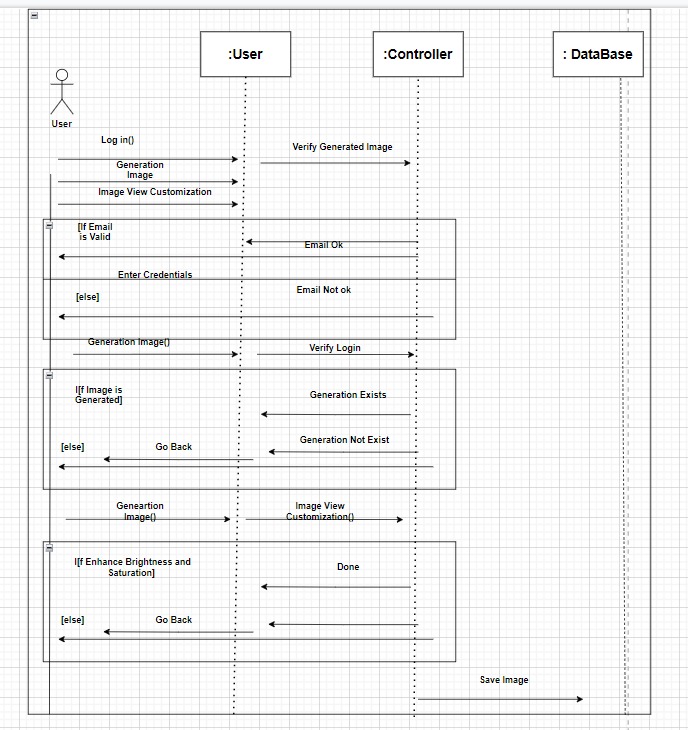 :User
:Controller
: DataBase
User
Log in()
Verify Generated Image
Generation
Image
Image View Customization
[If Email
is Valid
Email Ok
Enter Credentials
Email Not ok
[else]
Generation Image()
Verify Login
I[f Image is
Generated]
Generation Exists
Generation Not Exist
[else]
Go Back
Geneartion
Image()
Image View
Customization()
I[f Enhance Brightness and
Saturation]
Done
[else]
Go Back
Save Image